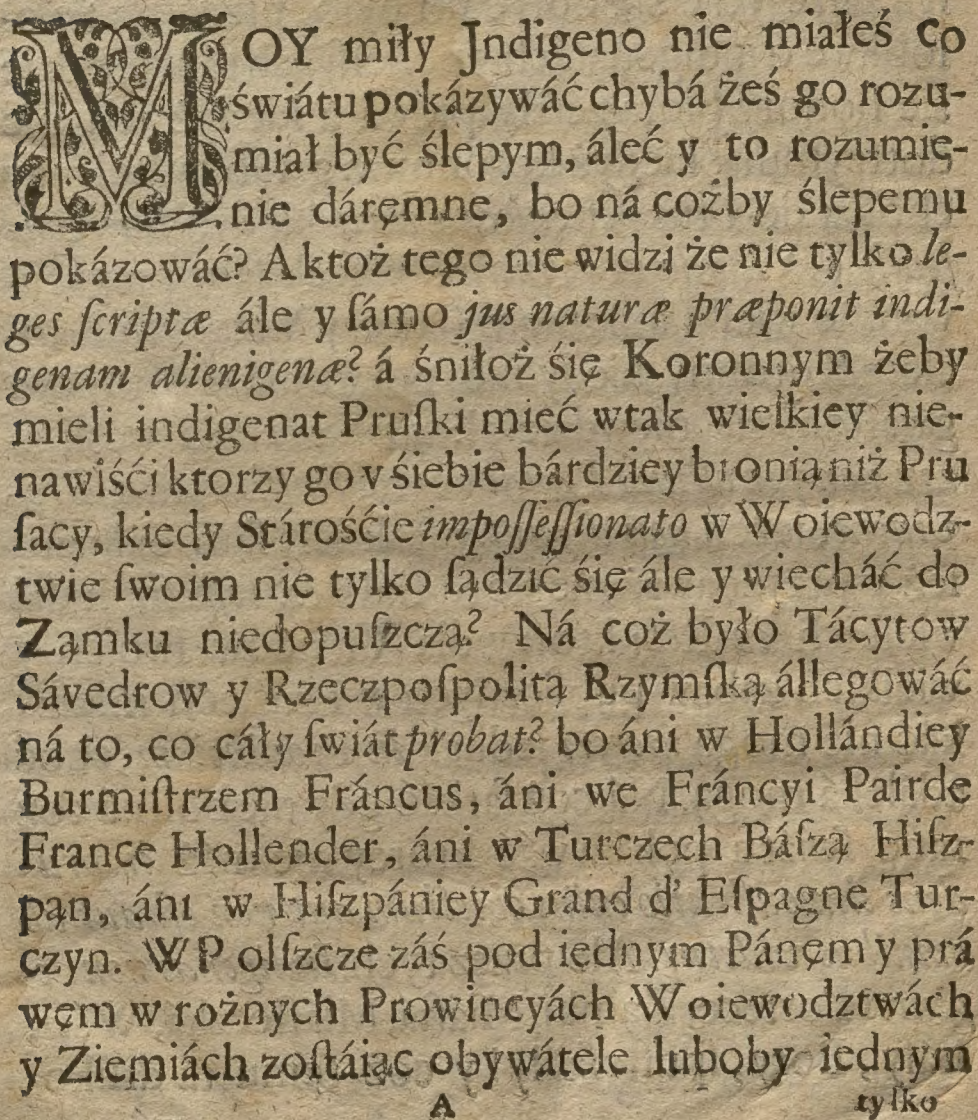 MOY miły Jndigeno nie miałeś co
świátu pokázywáć chybá żeś go rozu-
miał być ślepym, áleć y to rozumię-
nie dáręmne, bo ná cożby ślepemu
pokázowáć? A ktoż tego nie widzi że nie tylko le-
ges ſcriptæ ále y ſámo jus naturæ præponit indi-
genam alienigenæ? á śniłoż śię Koronnym żeby
mieli indigenat Pruſki mieć wtak wielkiey nie-
nawiśći ktorzy go v śiebie bárdziey bronią niż Pru
ſacy, kiedy Stárośćie impoſſeſſionato w Woiewodz-
twie ſwoim nie tylko ſądzić śię ále y wiecháć do
Ząmku niedopuſzczą? Ná coż było Tácytow
Sávedrow y Rzeczpoſpolitą Rzymſką állegowáć
ná to, co cáły ſwiát probat? bo áni w Hollándiey
Burmiſtrzem Fráncus, áni we Fráncyi Pairde
France Hollender, áni w Turczech Báſzą Hiſz-
pąn, áni w Hiſzpániey Grand d' Eſpagne Tur-
czyn. W P olſzcze záś pod iednym Pánęm y prá
węm w rożnych Prowincyách Woiewodztwách
y Ziemiách zoſtáiąc obywátele luboby iednym
A tylko